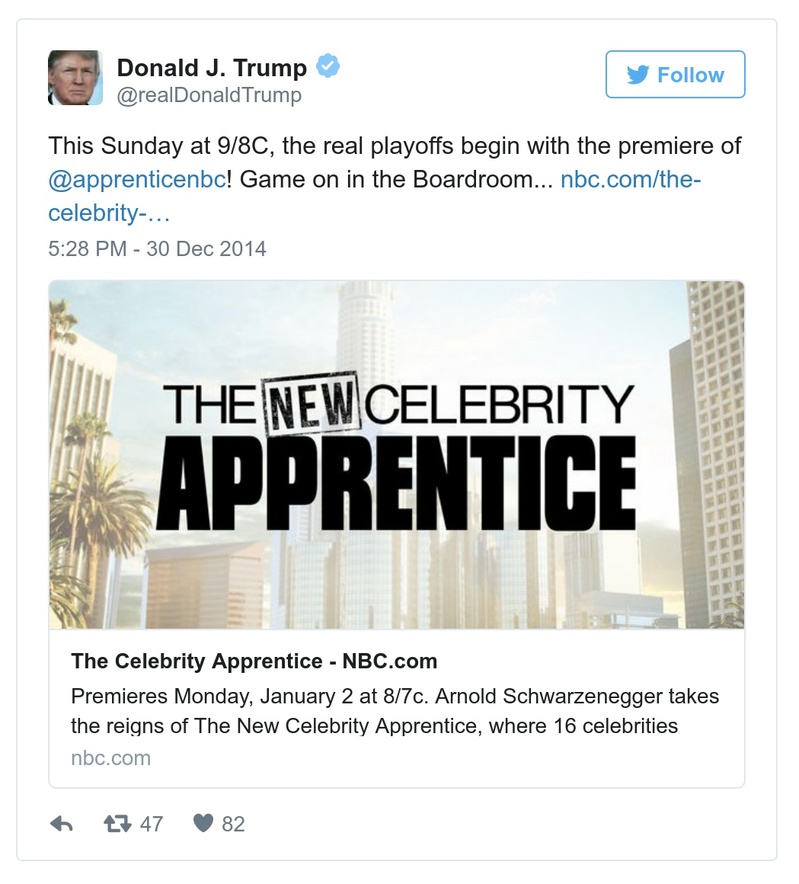 Donald J. Trump
@realDonaldTrump
Follow
This Sunday at 9/8C, the real playoffs begin with the premiere of
@apprenticenbc! Game on in the Boardroom... nbc.com/the-
celebrity-…
5:28 PM - 30 Dec 2014
THE NEW CELEBRITY
APPRENTICE
The Celebrity Apprentice - NBC.com
Premieres Monday, January 2 at 8/7c. Arnold Schwarzenegger takes
the reigns of The New Celebrity Apprentice, where 16 celebrities
nbc.com
47 82